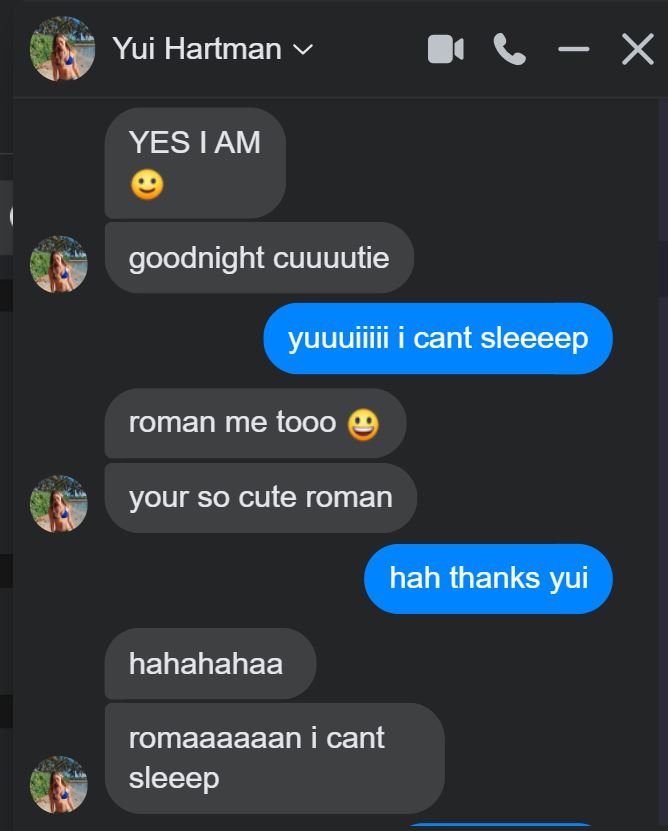 Yui Hartman
YES I AM
🙂
goodnight cuuuutie
yuuuiiiii i cant sleeeep
roman me tooo 😃
your so cute roman
hah thanks yui
hahahahaa
romaaaaaan i cant
sleeep